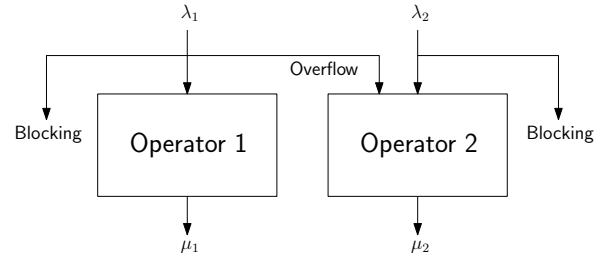 λ₁ λ₂
Overflow
Blocking Operator 1 Operator 2 Blocking
μ₁ μ₂